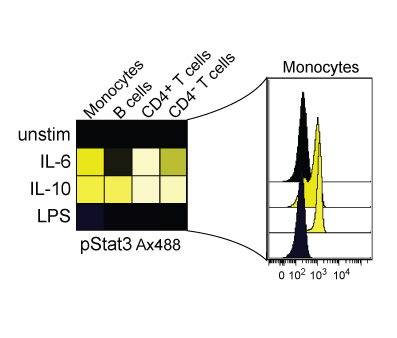 Monocytes
B cells
CD4+ T cells
CD4- T cells
unstim
IL-6
IL-10
LPS
pStat3 Ax488
Monocytes
0 10² 10³ 10⁴